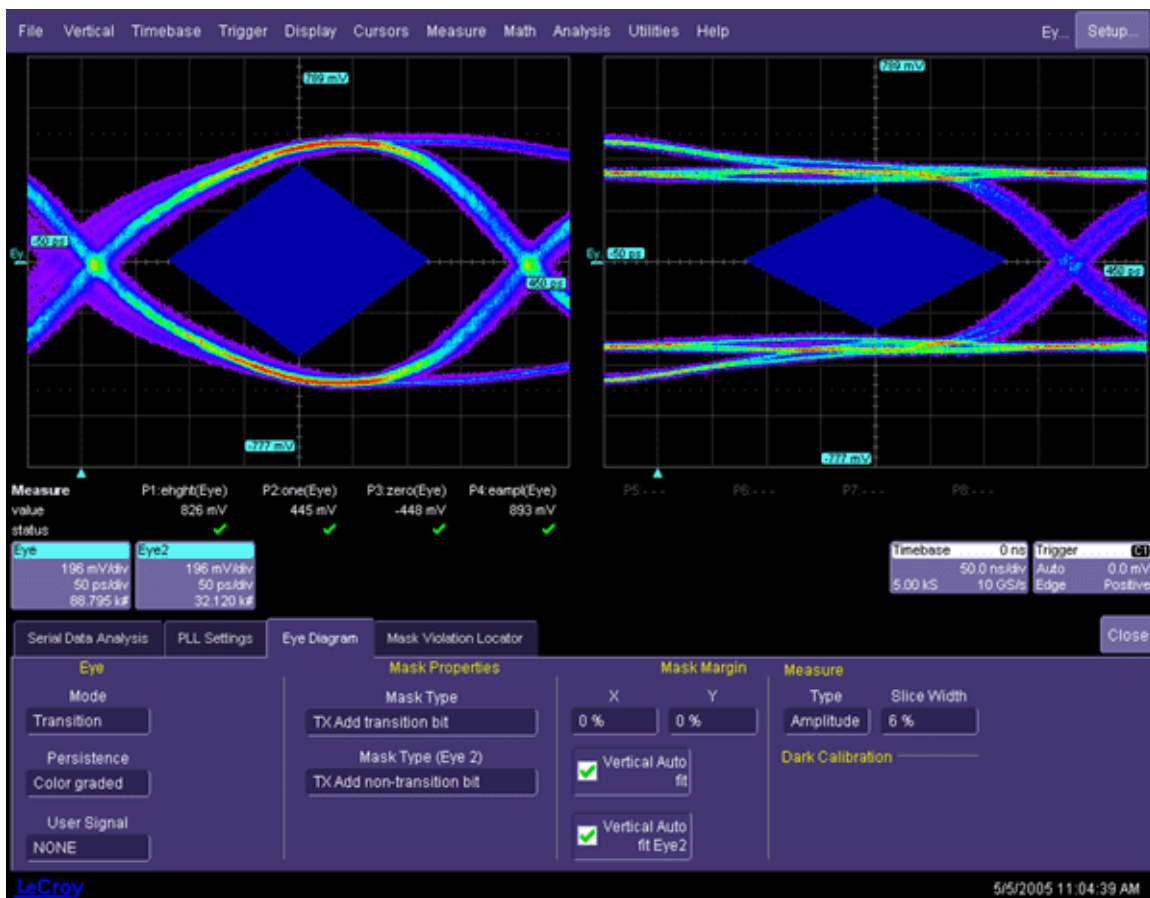 File Vertical Timebase Trigger Display Cursors Measure Math Analysis Utilities Help Ey... Setup...
789 mV 789 mV
-50 ps -50 ps
Ey. Ey.
460 ps 460 ps
-777 mV -777 mV
Measure P1:ehght(Eye) P2:one(Eye) P3:zero(Eye) P4:eampl(Eye) P5:- - - P6:- - - P7:- - - P8:- - -
value 826 mV 445 mV -448 mV 893 mV
status
Eye Eye2 Timebase 0 ns Trigger C1
196 mV/div 196 mV/div 50.0 ns/div Auto 0.0 mV
50 ps/div 50 ps/div 5.00 kS 10 GS/s Edge Positive
88.795 k# 32.120 k#
Serial Data Analysis PLL Settings Eye Diagram Mask Violation Locator Close
Eye Mask Properties Mask Margin Measure
Mode Mask Type X Y Type Slice Width
Transition TX Add transition bit 0 % 0 % Amplitude 6 %
Persistence Mask Type (Eye 2) Vertical Auto fit Dark Calibration
Color graded TX Add non-transition bit
User Signal Vertical Auto fit Eye2
NONE
LeCroy 5/5/2005 11:04:39 AM